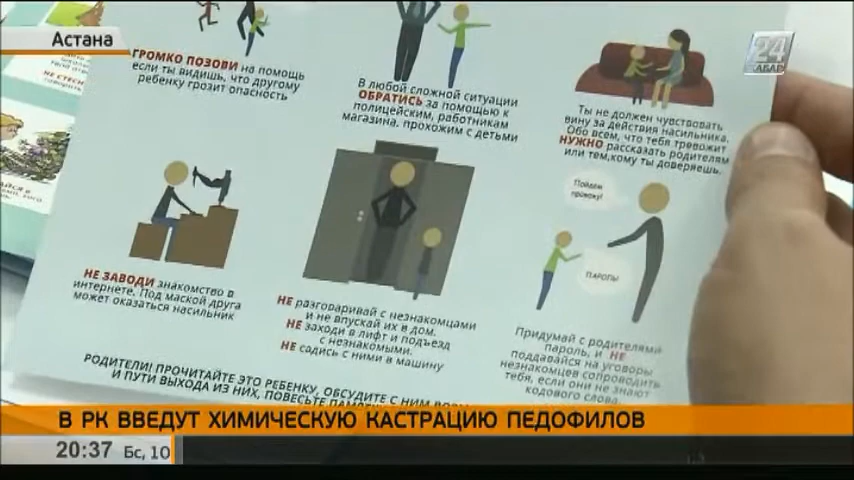 Астана
24
ХАБАР
ГРОМКО ПОЗОВИ на помощь
если ты видишь, что другому
ребенку грозит опасность
В любой сложной ситуации
ОБРАТИСЬ за помощью к
полицейским, работникам
магазина, прохожим с детьми
Ты не должен чувствовать
вину за действия насильника.
Обо всем, что тебя тревожит
НУЖНО рассказать родителям
или тем,кому ты доверяешь.
Пойдем
провожу!
ПАРОЛЬ!
НЕ ЗАВОДИ знакомство в
интернете. Под маской друга
может оказаться насильник
НЕ разговаривай с незнакомцами
и не впускай их в дом.
НЕ заходи в лифт и подъезд
с незнакомыми.
НЕ садись с ними в машину
Придумай с родителями
пароль, и НЕ
поддавайся на уговоры
незнакомцев сопроводить
тебя, если они не знают
кодового слова.
РОДИТЕЛИ! ПРОЧИТАЙТЕ ЭТО РЕБЕНКУ, ОБСУДИТЕ С НИМ
И ПУТИ ВЫХОДА ИЗ НИХ, ПОВЕСЬТЕ
В РК ВВЕДУТ ХИМИЧЕСКУЮ КАСТРАЦИЮ ПЕДОФИЛОВ
20:37 Бс, 10